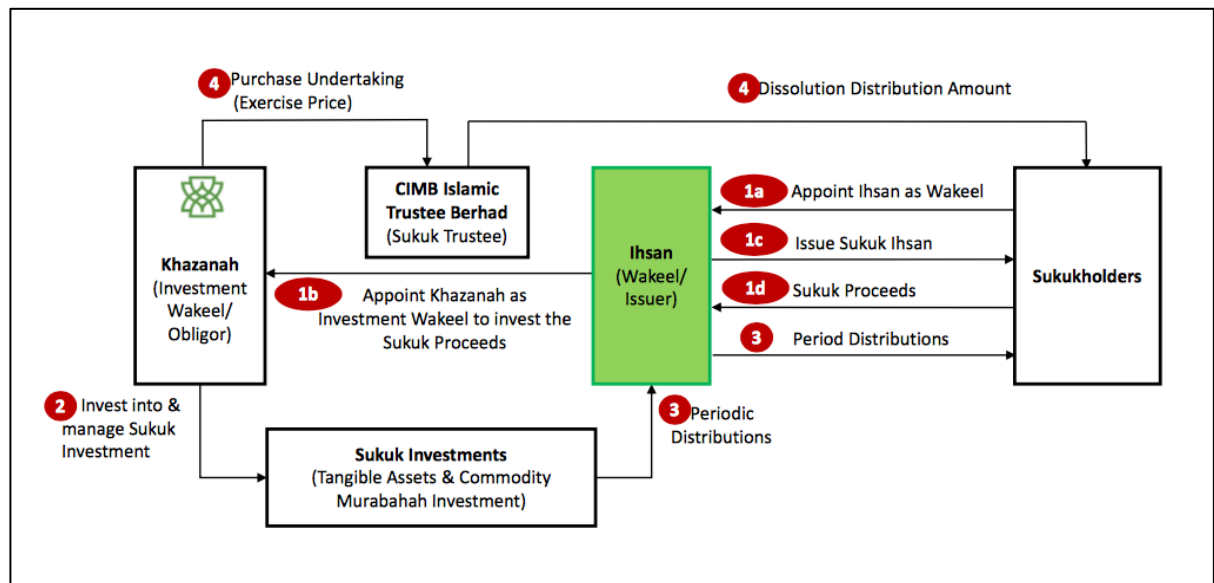 4 Purchase Undertaking
(Exercise Price)
4 Dissolution Distribution Amount
Khazanah
(Investment
Wakeel/
Obligor)
CIMB Islamic
Trustee Berhad
(Sukuk Trustee)
Ihsan
(Wakeel/
Issuer)
1a Appoint Ihsan as Wakeel
1c Issue Sukuk Ihsan
1d Sukuk Proceeds
3 Period Distributions
Sukukholders
1b Appoint Khazanah as
Investment Wakeel to invest the
Sukuk Proceeds
2 Invest into &
manage Sukuk
Investment
Sukuk Investments
(Tangible Assets & Commodity
Murabahah Investment)
3 Periodic
Distributions